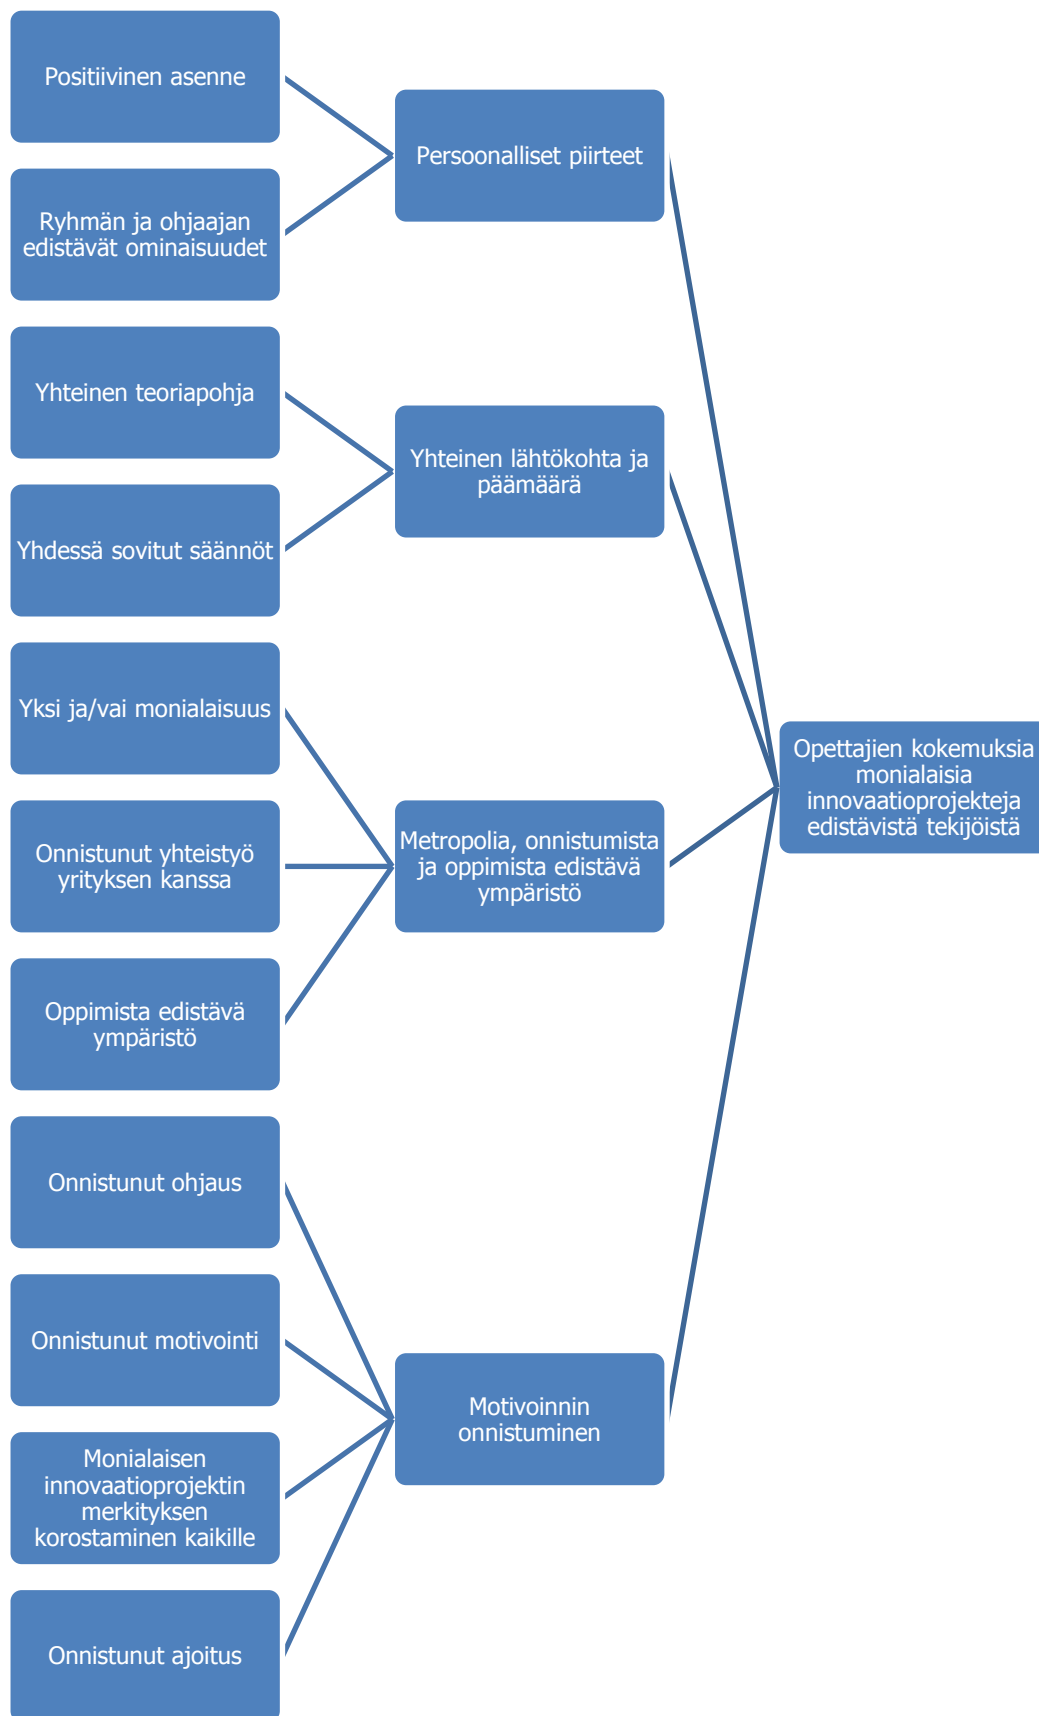 Positiivinen asenne
Ryhmän ja ohjaajan
edistävät ominaisuudet
Yhteinen teoriapohja
Yhdessä sovitut säännöt
Yksi ja/vai monialaisuus
Onnistunut yhteistyö
yrityksen kanssa
Oppimista edistävä
ympäristö
Onnistunut ohjaus
Onnistunut motivointi
Monialaisen
innovaatioprojektin
merkityksen
korostaminen kaikille
Onnistunut ajoitus
Persoonalliset piirteet
Yhteinen lähtökohta ja
päämäärä
Metropolia, onnistumista
ja oppimista edistävä
ympäristö
Motivoinnin
onnistuminen
Opettajien kokemuksia
monialaisia
innovaatioprojekteja
edistävistä tekijöistä